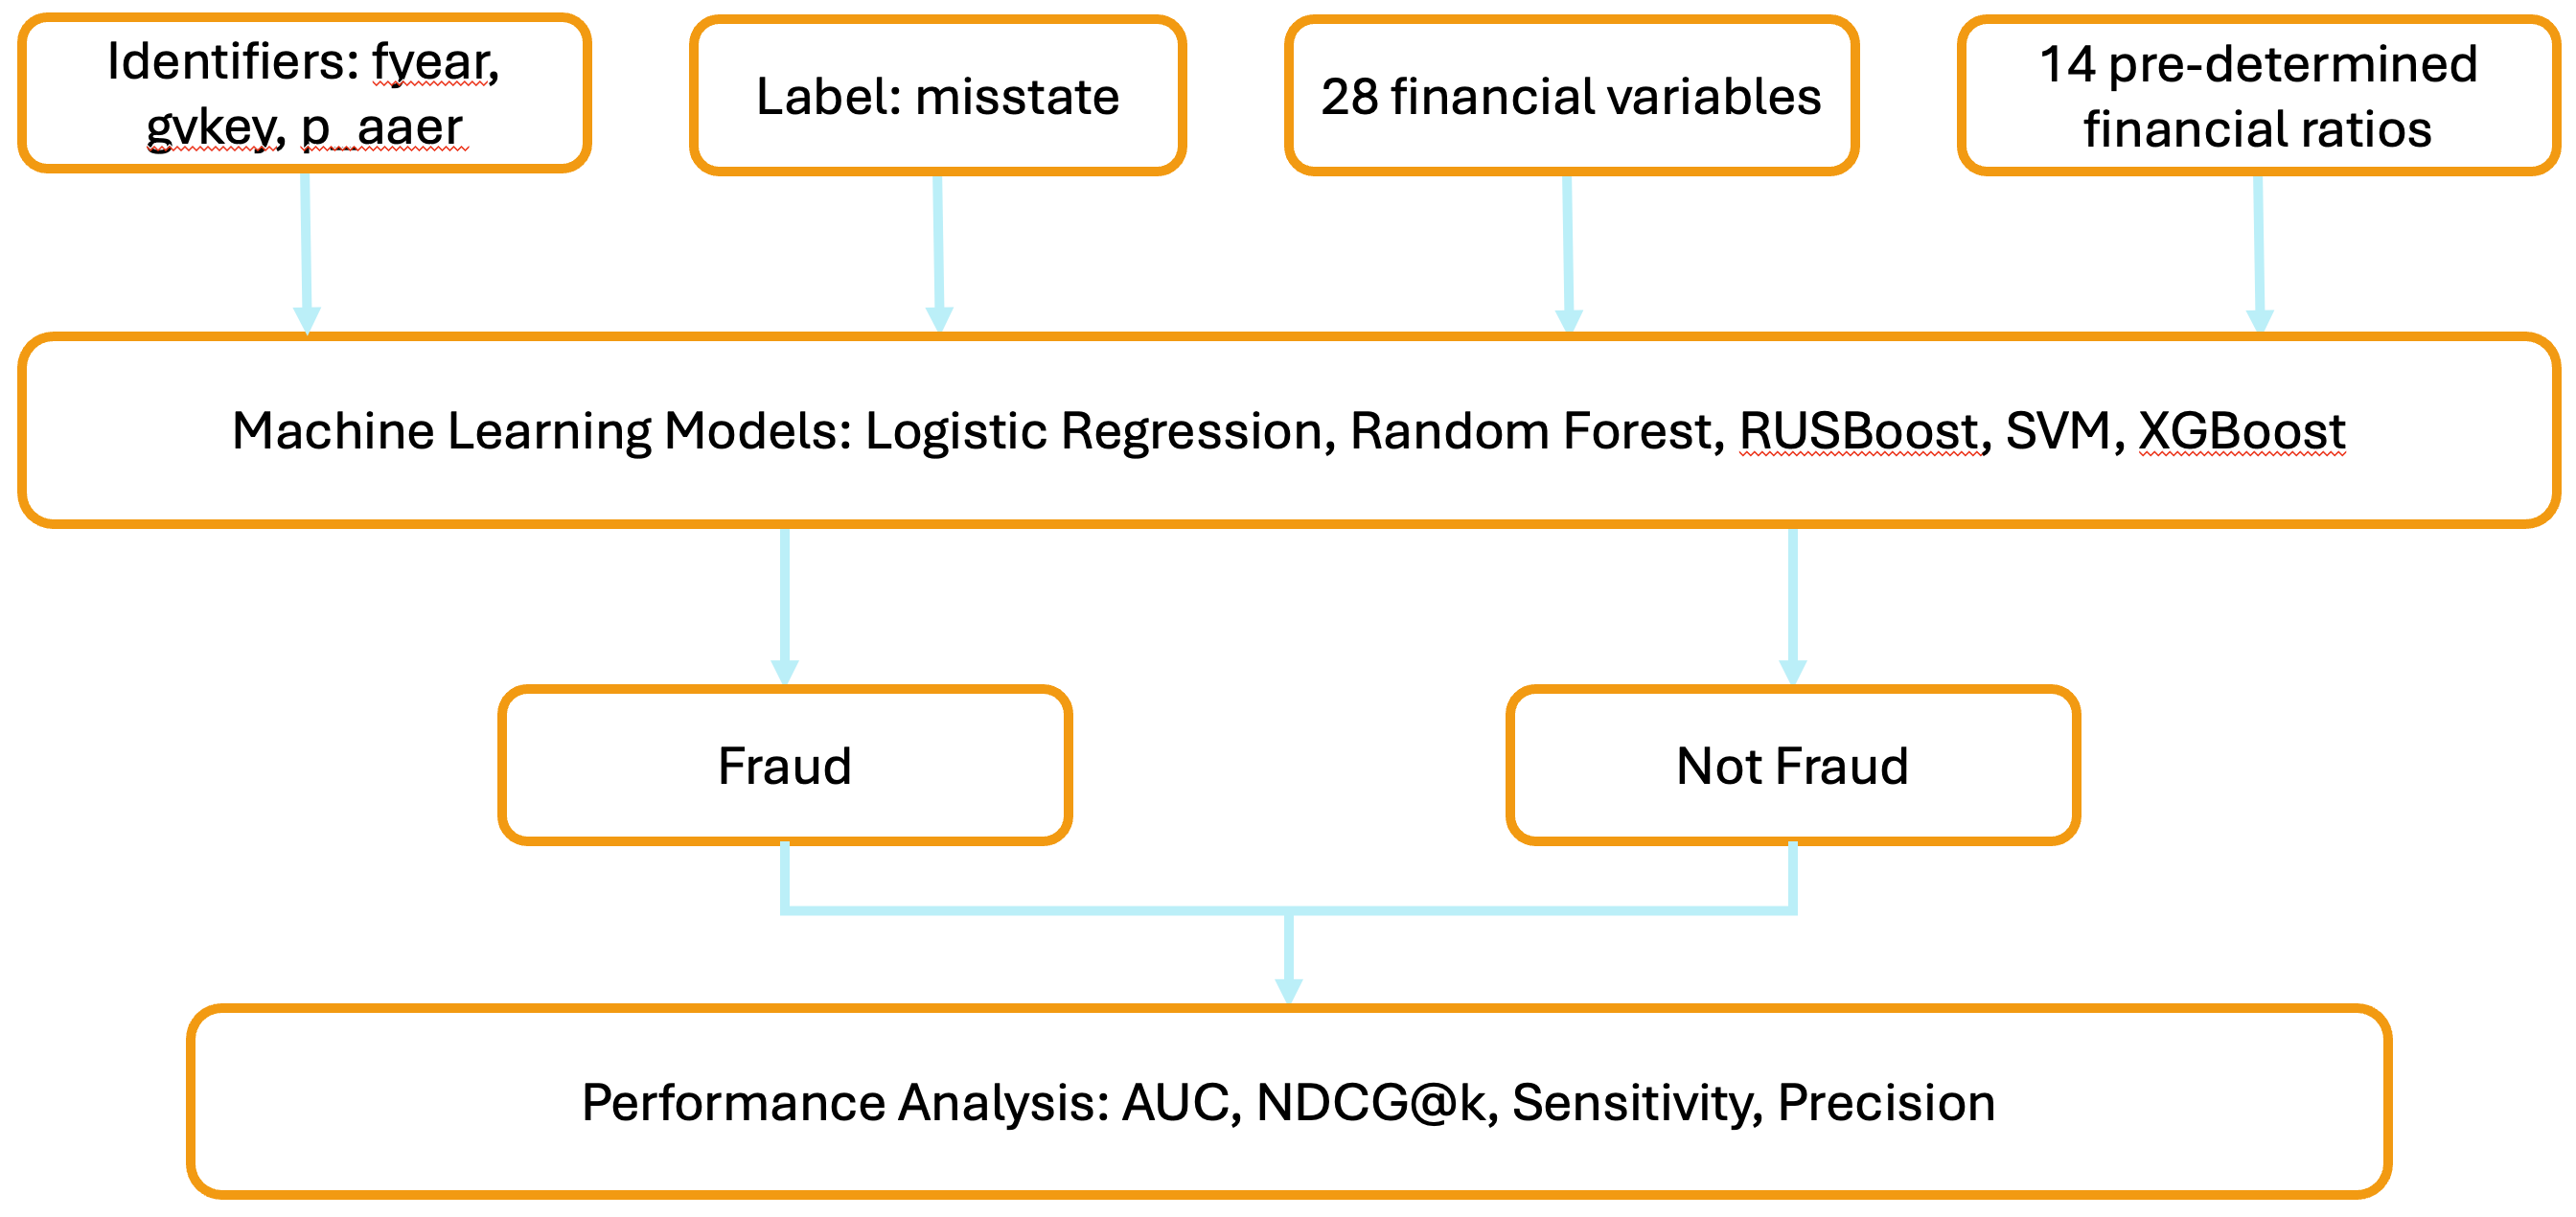 Identifiers: fyear,
gvkey, p_aaer
Label: misstate
28 financial variables
14 pre-determined
financial ratios
Machine Learning Models: Logistic Regression, Random Forest, RUSBoost, SVM, XGBoost
Fraud
Not Fraud
Performance Analysis: AUC, NDCG@k, Sensitivity, Precision